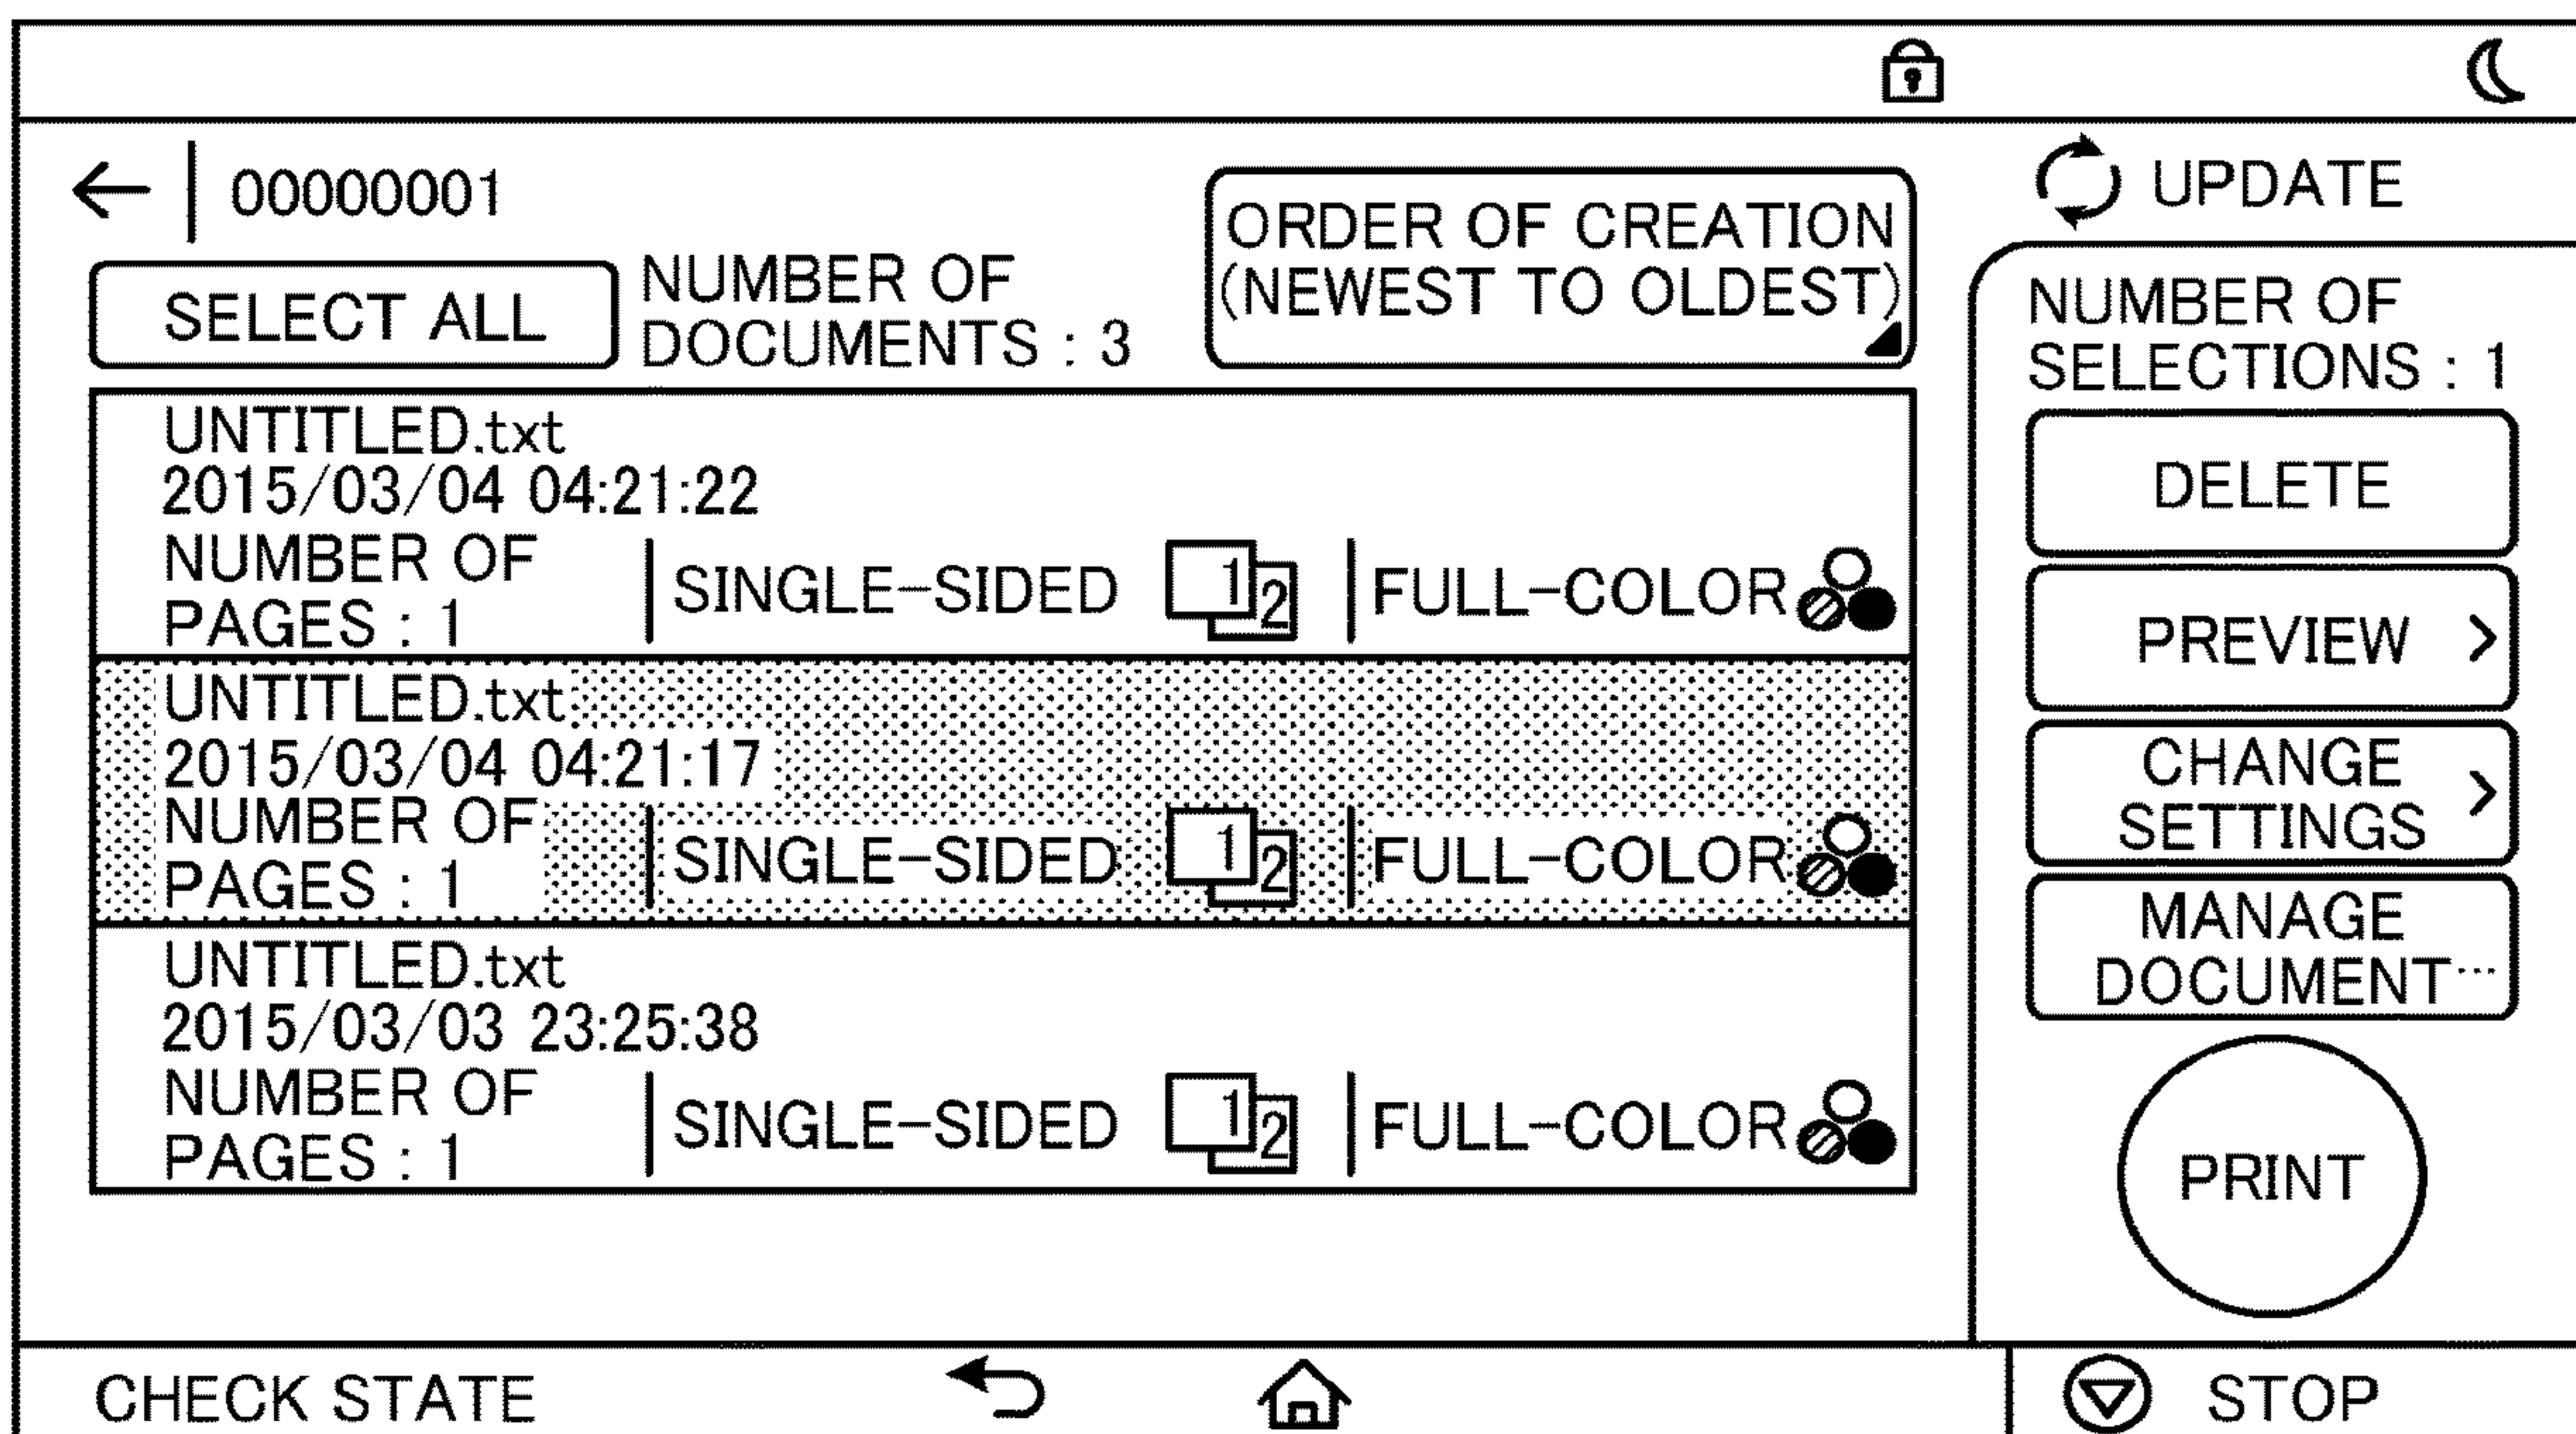 00000001
ORDER OF CREATION
(NEWEST TO OLDEST)
UPDATE
SELECT ALL
NUMBER OF
DOCUMENTS : 3
UNTITLED.txt
2015/03/04 04:21:22
NUMBER OF
PAGES : 1
SINGLE-SIDED
1
2
FULL-COLOR
UNTITLED.txt
2015/03/04 04:21:17
NUMBER OF
PAGES : 1
SINGLE-SIDED
1
2
FULL-COLOR
UNTITLED.txt
2015/03/03 23:25:38
NUMBER OF
PAGES : 1
SINGLE-SIDED
1
2
FULL-COLOR
NUMBER OF
SELECTIONS : 1
DELETE
PREVIEW >
CHANGE
SETTINGS >
MANAGE
DOCUMENT…
PRINT
CHECK STATE
STOP